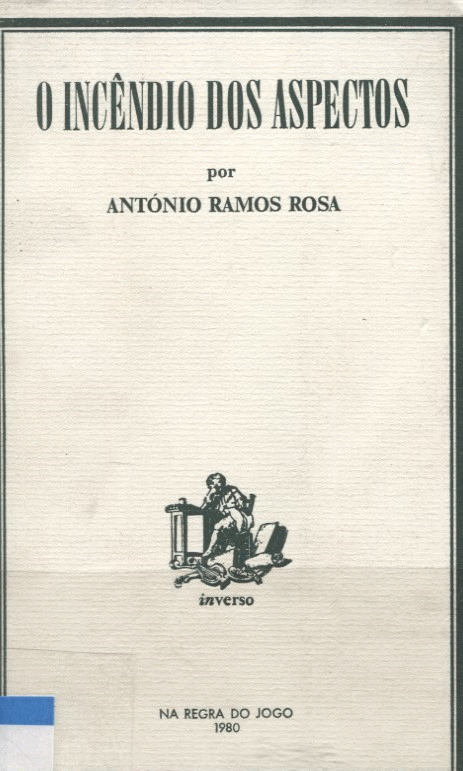 O INCÊNDIO DOS ASPECTOS
por
ANTÓNIO RAMOS ROSA
inverso
NA REGRA DO JOGO
1980